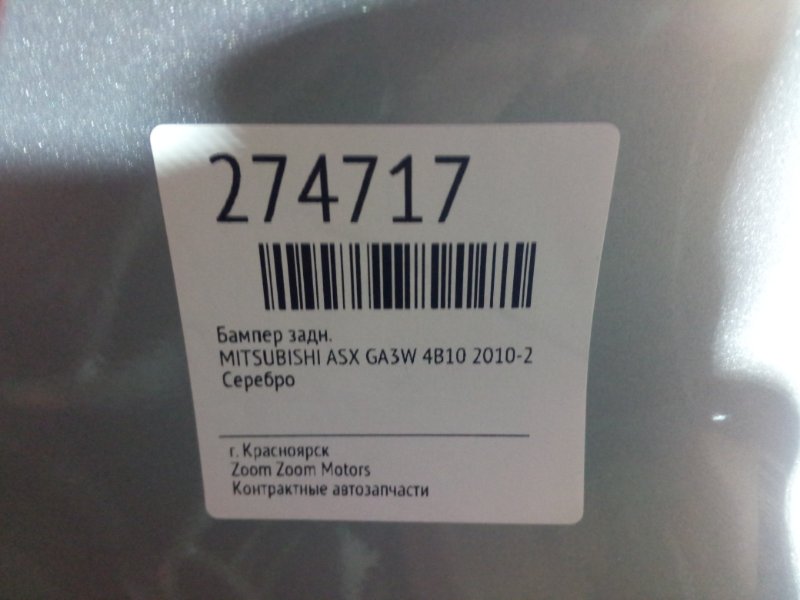 274717
Бампер задн.
MITSUBISHI ASX GA3W 4B10 2010-2
Серебро
г. Красноярск
Zoom Zoom Motors
Контрактные автозапчасти